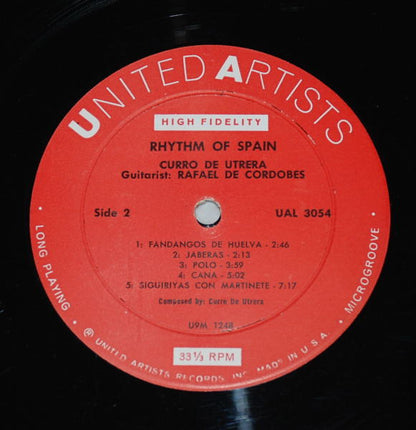 UNITED ARTISTS
HIGH FIDELITY
RHYTHM OF SPAIN
CURRO DE UTRERA
Guitarist: RAFAEL DE CORDOBES
Side 2
UAL 3054
1: FANDANGOS DE HUELVA - 2:46
2: JABERAS - 2:13
3: POLO - 3:59
4: CANA - 5:02
5: SIGUIRIYAS CON MARTINETE - 7:17
Composed by: Curro De Utrera
U9M 1248
33⅓ RPM
· LONG PLAYING ·
· MICROGROOVE ·
® UNITED ARTISTS RECORDS INC. MADE IN U.S.A.